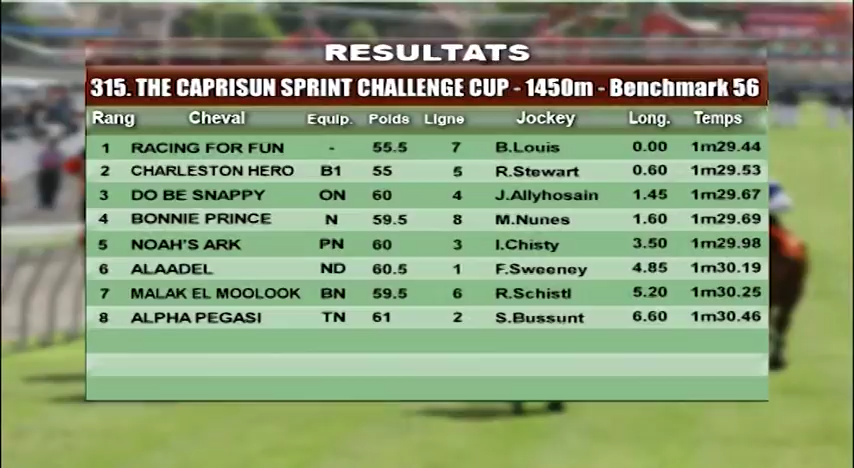 RESULTATS
315. THE CAPRISUN SPRINT CHALLENGE CUP - 1450m - Benchmark 56
Rang Cheval Equip. Poids Ligne Jockey Long. Temps
1 RACING FOR FUN - 55.5 7 B.Louis 0.00 1m29.44
2 CHARLESTON HERO B1 55 5 R.Stewart 0.60 1m29.53
3 DO BE SNAPPY ON 60 4 J.Allyhosain 1.45 1m29.67
4 BONNIE PRINCE N 59.5 8 M.Nunes 1.60 1m29.69
5 NOAH'S ARK PN 60 3 I.Chisty 3.50 1m29.98
6 ALAADEL ND 60.5 1 F.Sweeney 4.85 1m30.19
7 MALAK EL MOOLOOK BN 59.5 6 R.Schistl 5.20 1m30.25
8 ALPHA PEGASI TN 61 2 S.Bussunt 6.60 1m30.46